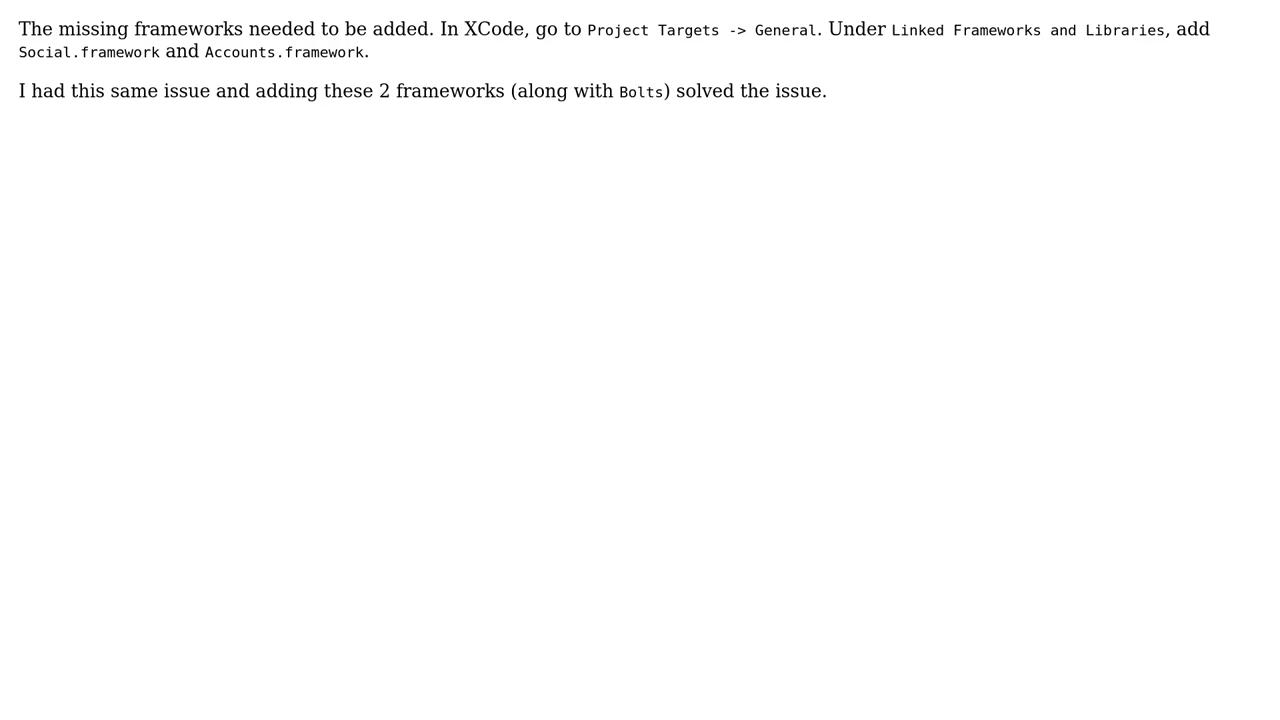 The missing frameworks needed to be added. In XCode, go to Project Targets -> General. Under Linked Frameworks and Libraries, add
Social.framework and Accounts.framework.
I had this same issue and adding these 2 frameworks (along with Bolts) solved the issue.